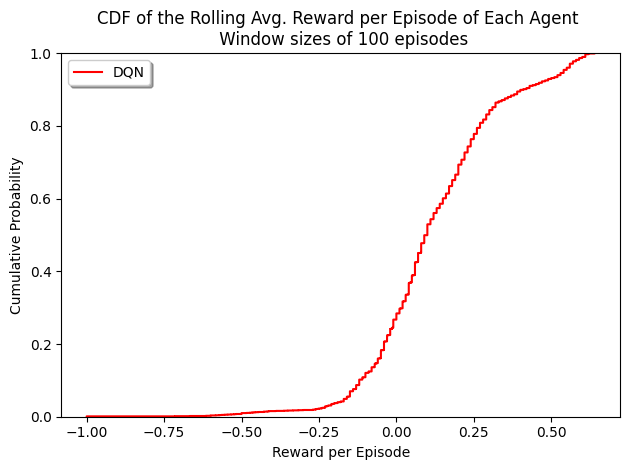 CDF of the Rolling Avg. Reward per Episode of Each Agent
Window sizes of 100 episodes
DQN
Cumulative Probability
1.0
0.8
0.6
0.4
0.2
0.0
−1.00 −0.75 −0.50 −0.25 0.00 0.25 0.50
Reward per Episode